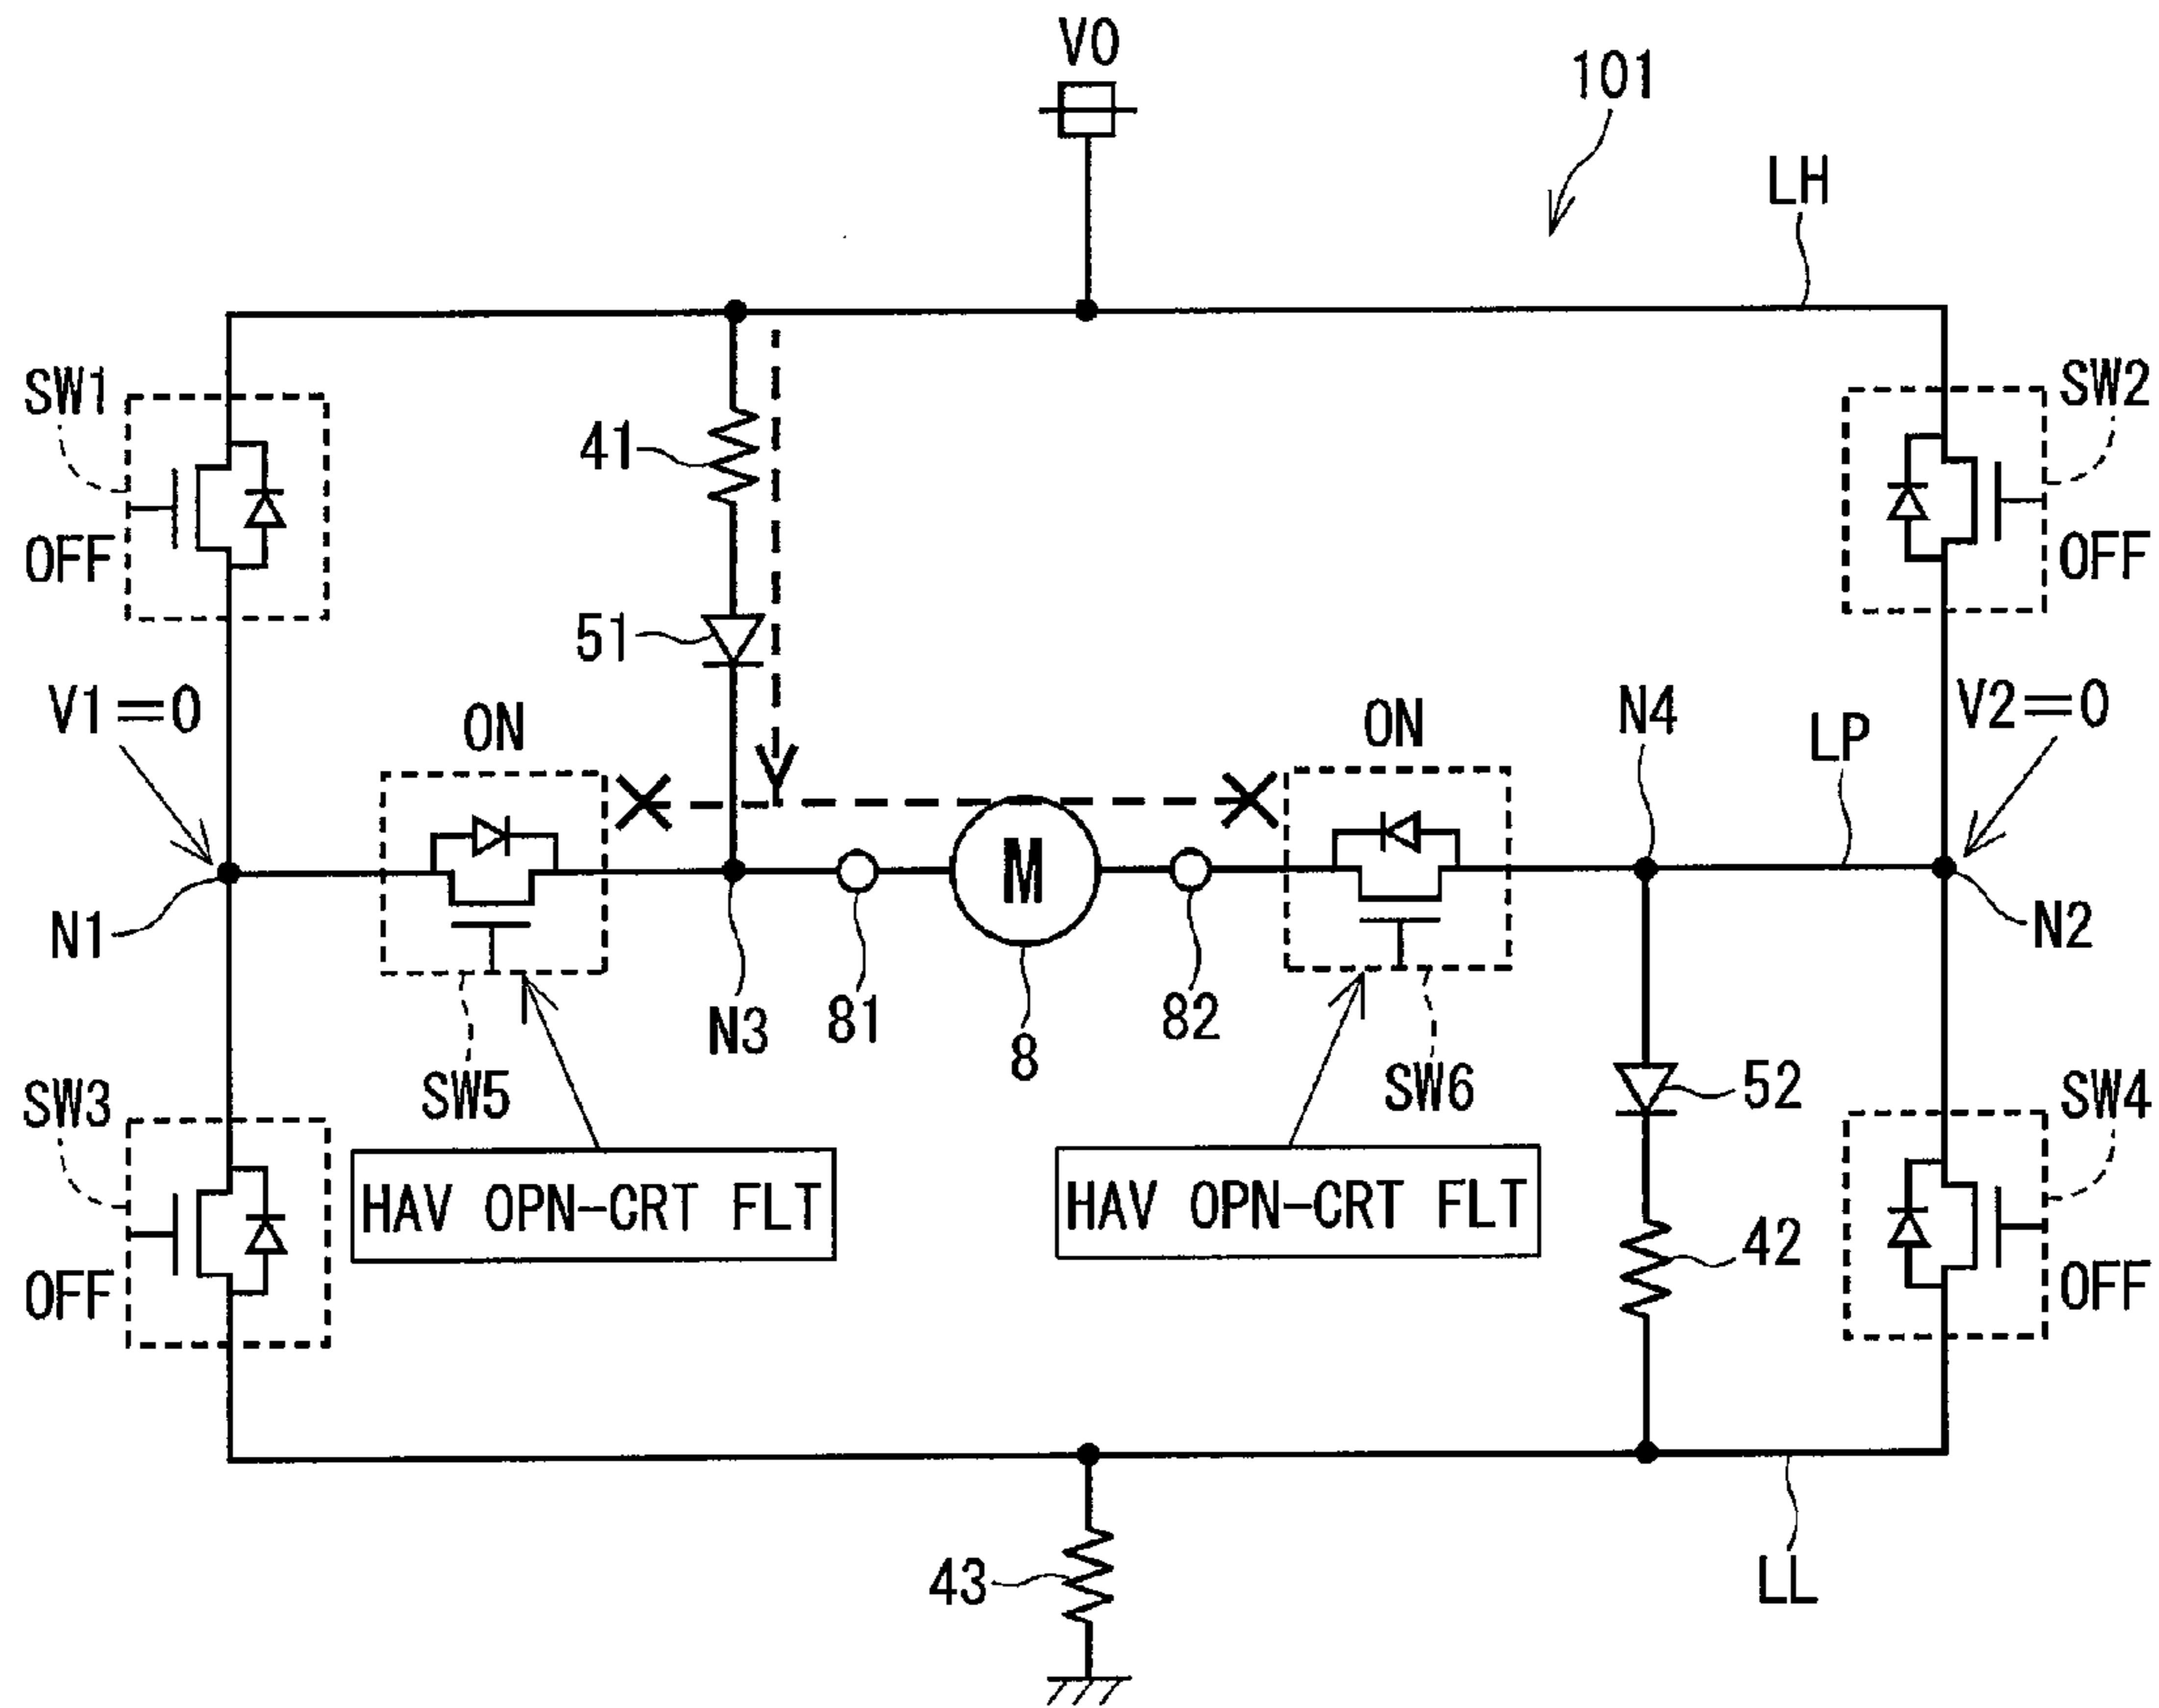 V0
101
LH
SW1
SW2
41
OFF
OFF
51
V1=0
ON
ON
N4
LP
V2=0
M
N1
N2
N3
81
8
82
SW5
SW6
52
SW3
SW4
HAV OPN-CRT FLT
HAV OPN-CRT FLT
42
OFF
OFF
43
LL